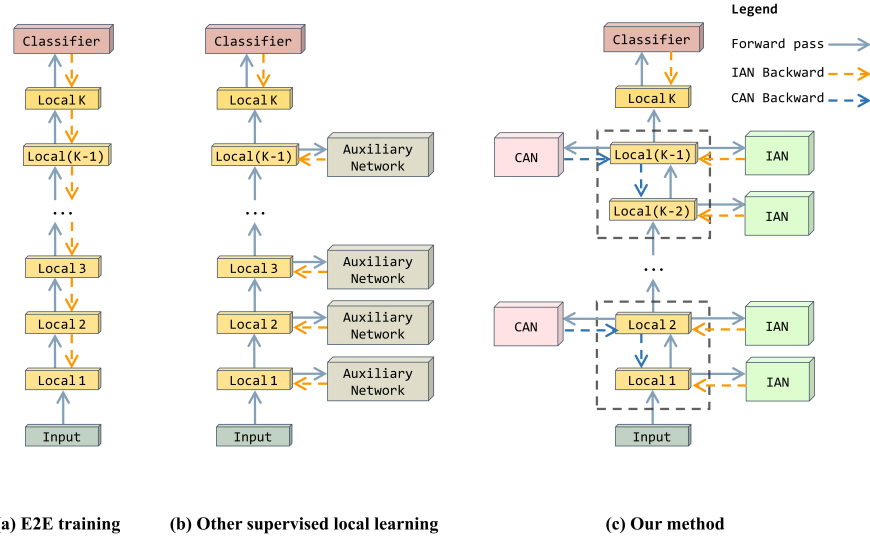 Legend
Forward pass
IAN Backward
CAN Backward
Classifier
Local K
Local(K-1)
...
Local 3
Local 2
Local 1
Input
(a) E2E training
Classifier
Local K
Local(K-1)
Auxiliary
Network
...
Local 3
Auxiliary
Network
Local 2
Auxiliary
Network
Local 1
Auxiliary
Network
Input
(b) Other supervised local learning
Classifier
Local K
CAN
Local(K-1)
IAN
Local(K-2)
IAN
...
CAN
Local 2
IAN
Local 1
IAN
Input
(c) Our method